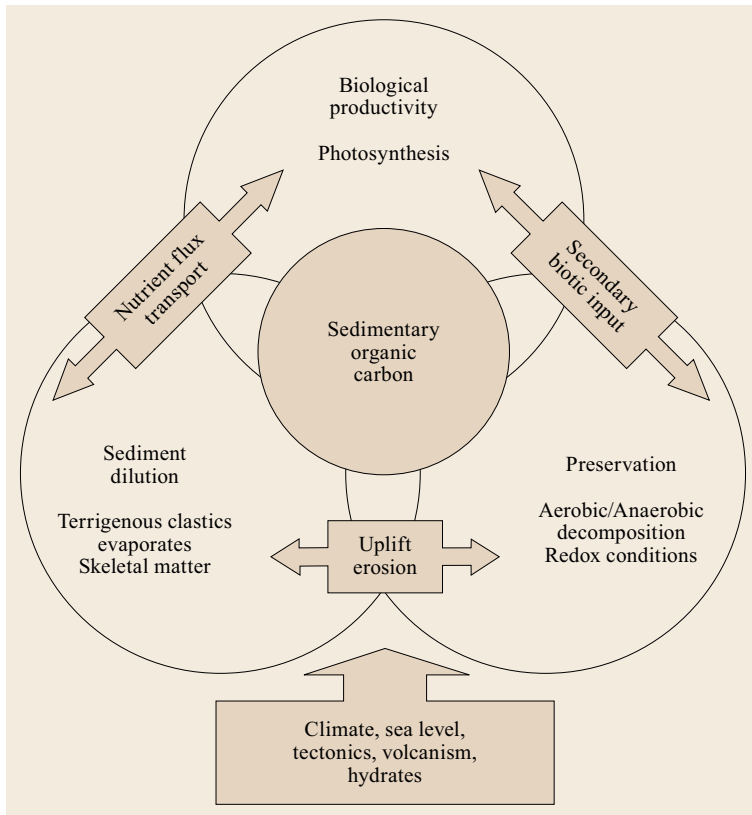 Biological
productivity
Photosynthesis
Nutrient flux
transport
Secondary
biotic input
Sedimentary
organic
carbon
Sediment
dilution
Terrigenous clastics
evaporates
Skeletal matter
Preservation
Aerobic/Anaerobic
decomposition
Redox conditions
Uplift
erosion
Climate, sea level,
tectonics, volcanism,
hydrates